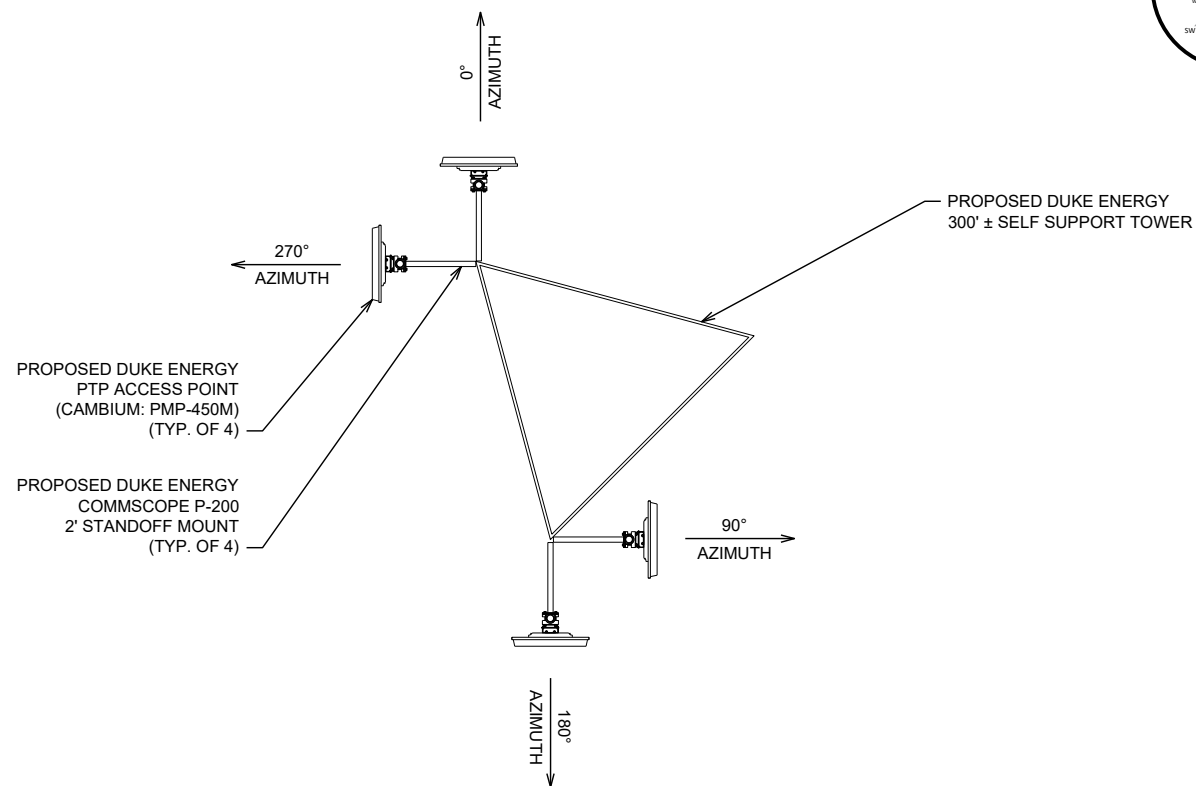 0°
AZIMUTH
PROPOSED DUKE ENERGY
300' ± SELF SUPPORT TOWER
270°
AZIMUTH
PROPOSED DUKE ENERGY
PTP ACCESS POINT
(CAMBIUM: PMP-450M)
(TYP. OF 4)
PROPOSED DUKE ENERGY
COMMSCOPE P-200
2' STANDOFF MOUNT
(TYP. OF 4)
90°
AZIMUTH
180°
AZIMUTH